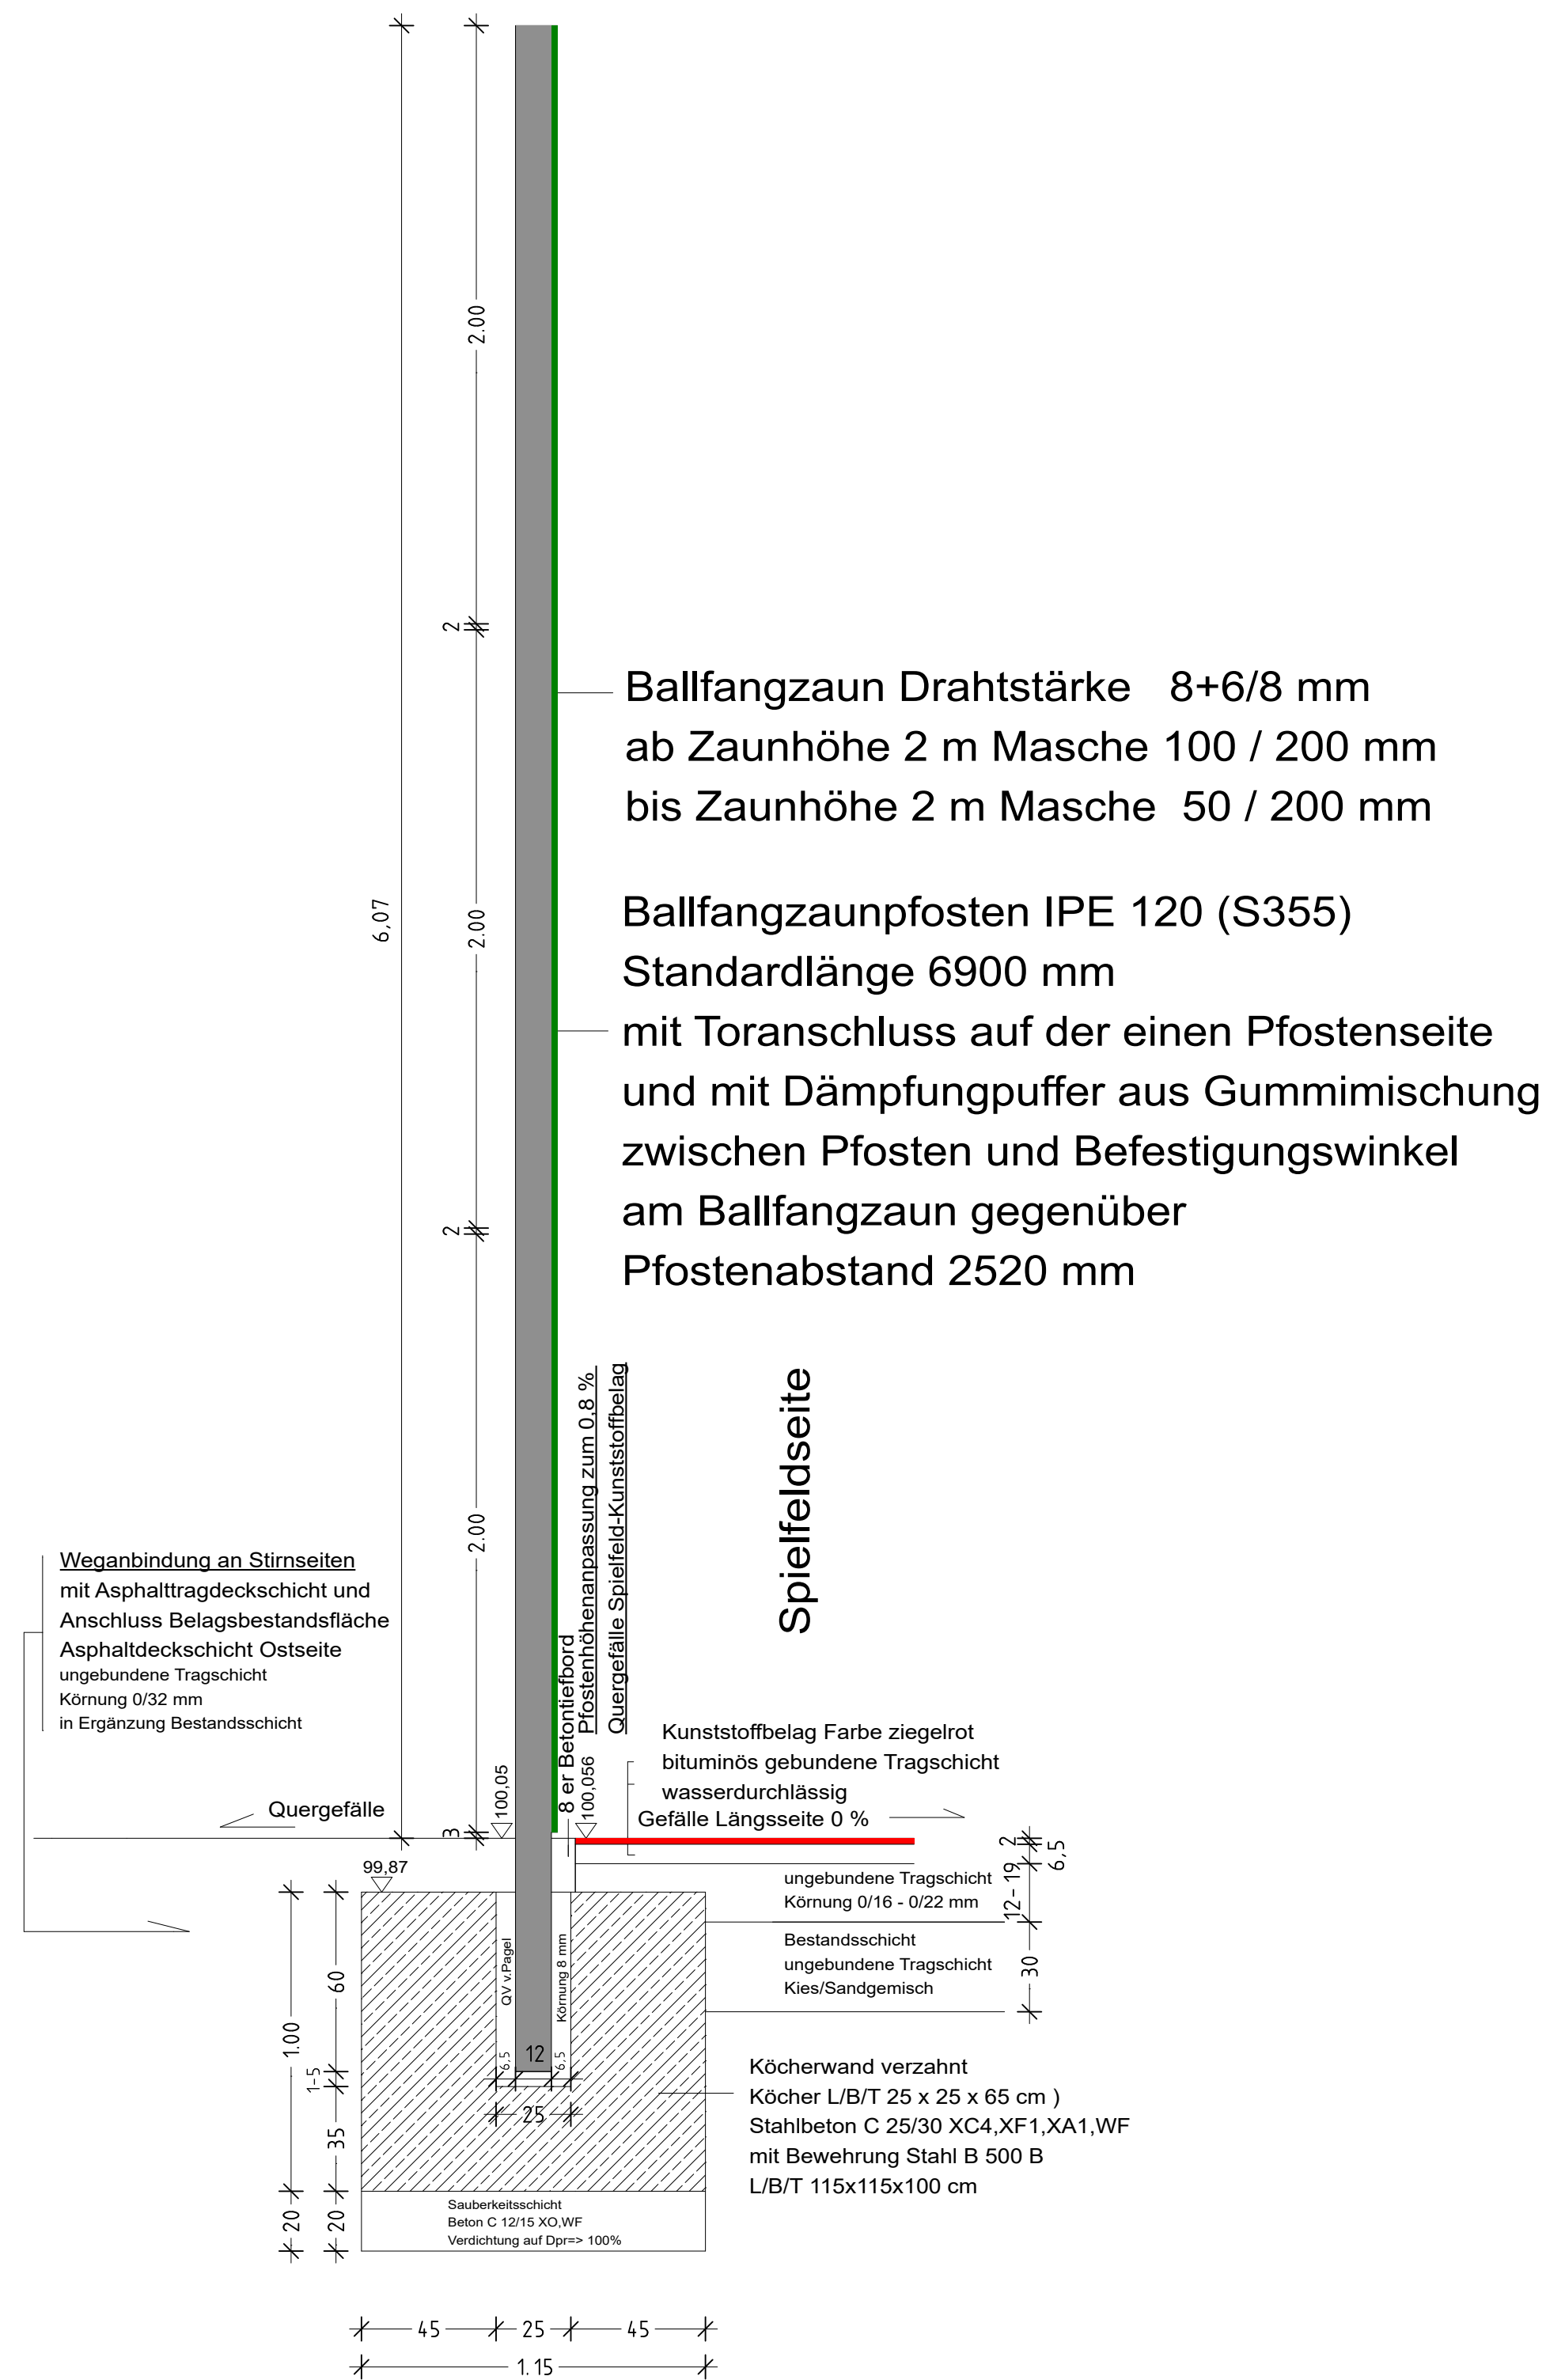 2.00
2
Ballfangzaun Drahtstärke 8+6/8 mm
ab Zaunhöhe 2 m Masche 100 / 200 mm
bis Zaunhöhe 2 m Masche 50 / 200 mm
6,07
2.00
Ballfangzaunpfosten IPE 120 (S355)
Standardlänge 6900 mm
mit Toranschluss auf der einen Pfostenseite
und mit Dämpfungpuffer aus Gummimischung
zwischen Pfosten und Befestigungswinkel
am Ballfangzaun gegenüber
Pfostenabstand 2520 mm
2
2.00
Weganbindung an Stirnseiten
mit Asphalttragdeckschicht und
Anschluss Belagsbestandsfläche
Asphaltdeckschicht Ostseite
ungebundene Tragschicht
Körnung 0/32 mm
in Ergänzung Bestandsschicht
8 er Betontiefbord
Pfostenhöhenanpassung zum 0,8 %
Quergefälle Spielfeld-Kunststoffbelag
Spielfeldseite
Kunststoffbelag Farbe ziegelrot
bituminös gebundene Tragschicht
wasserdurchlässig
Gefälle Längsseite 0 %
Quergefälle
3
100,05
100,056
2
6,5
99,87
ungebundene Tragschicht
Körnung 0/16 - 0/22 mm
12-19
Bestandsschicht
ungebundene Tragschicht
Kies/Sandgemisch
30
QV v.Pagel
Körnung 8 mm
60
1.00
1-5
35
20
20
6,5
12
6,5
25
Köcherwand verzahnt
Köcher L/B/T 25 x 25 x 65 cm )
Stahlbeton C 25/30 XC4,XF1,XA1,WF
mit Bewehrung Stahl B 500 B
L/B/T 115x115x100 cm
Sauberkeitsschicht
Beton C 12/15 XO,WF
Verdichtung auf Dpr=> 100%
45
25
45
1.15